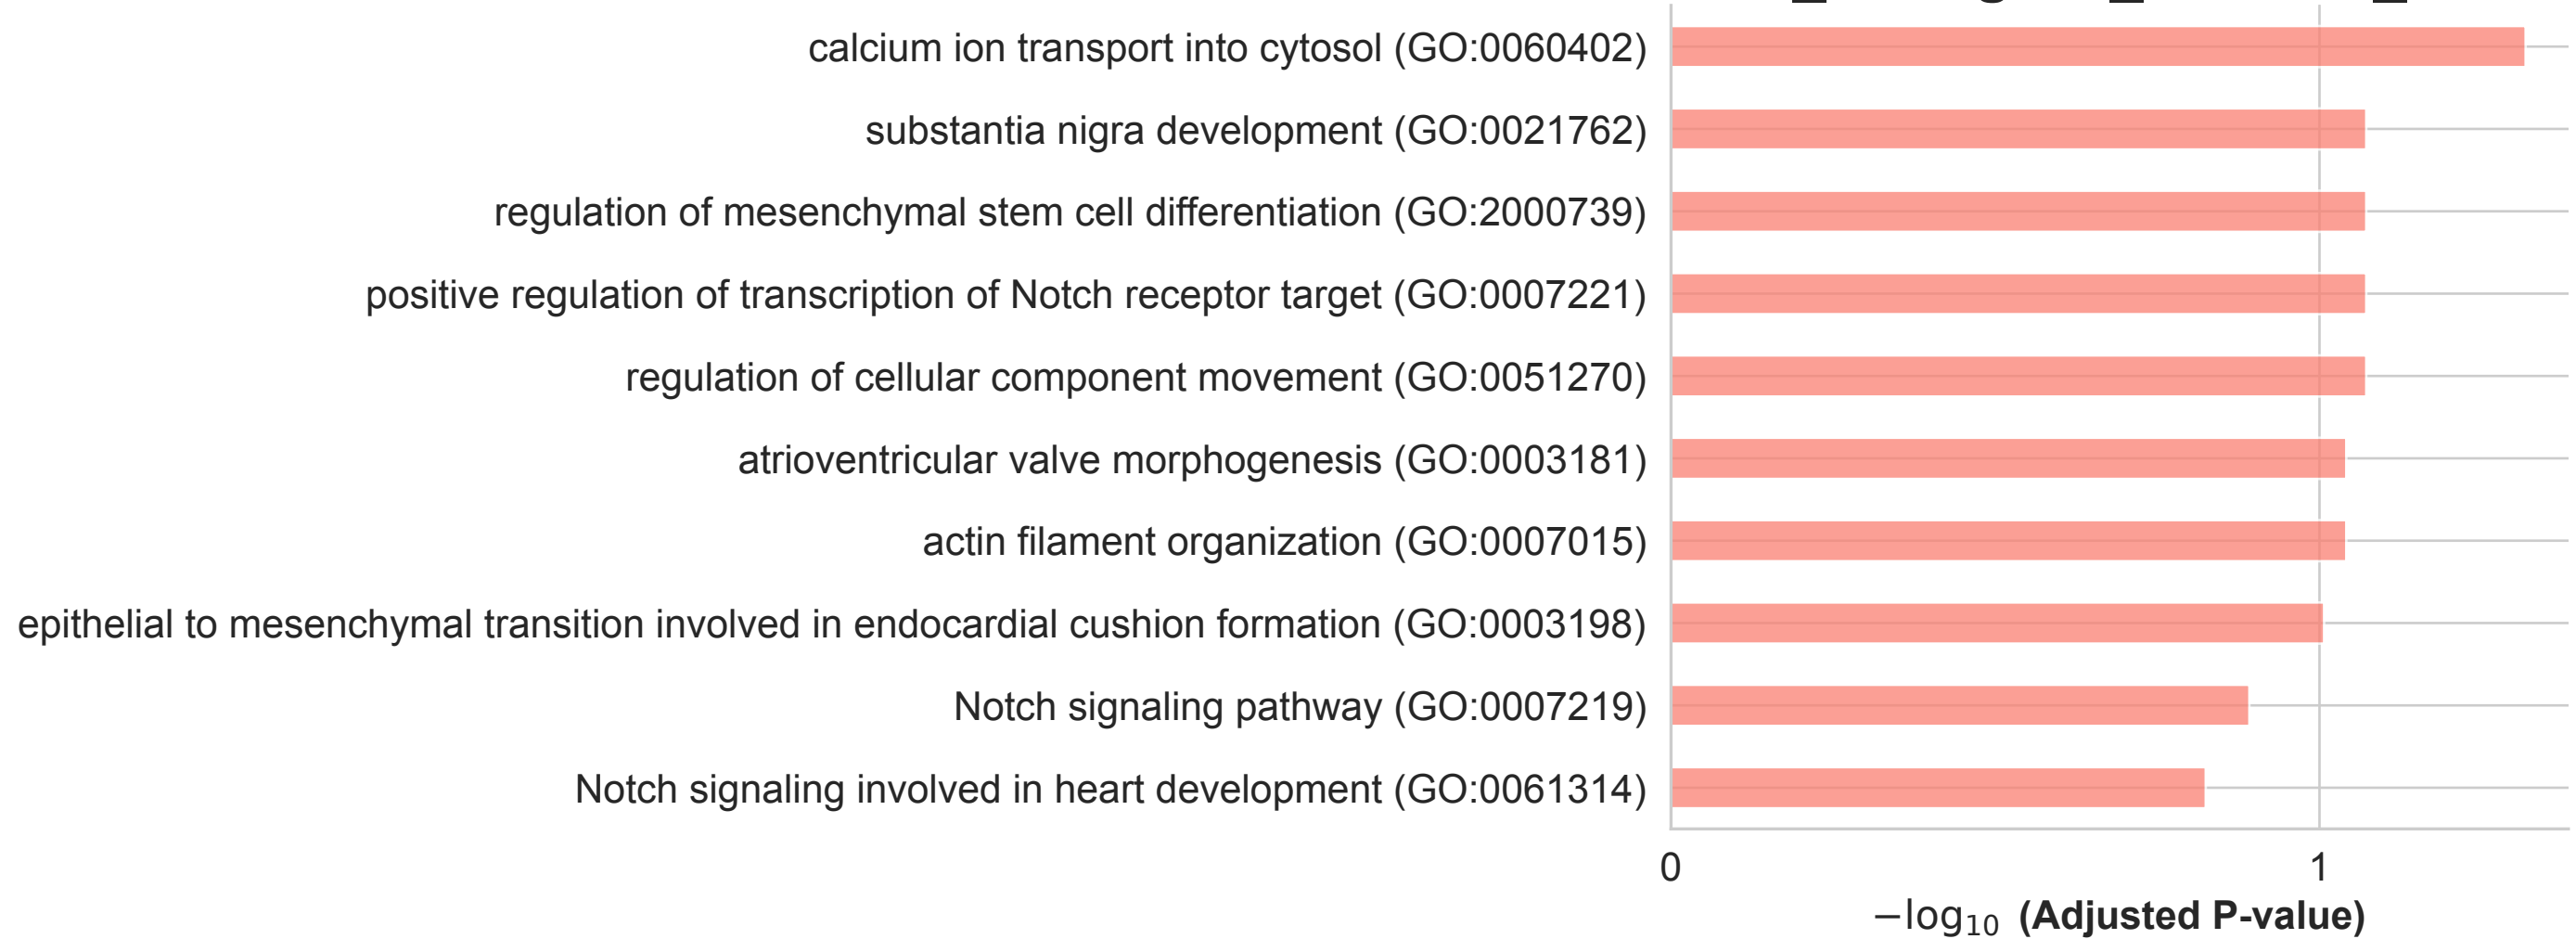 calcium ion transport into cytosol (GO:0060402)
substantia nigra development (GO:0021762)
regulation of mesenchymal stem cell differentiation (GO:2000739)
positive regulation of transcription of Notch receptor target (GO:0007221)
regulation of cellular component movement (GO:0051270)
atrioventricular valve morphogenesis (GO:0003181)
actin filament organization (GO:0007015)
epithelial to mesenchymal transition involved in endocardial cushion formation (GO:0003198)
Notch signaling pathway (GO:0007219)
Notch signaling involved in heart development (GO:0061314)
0 1
−log₁₀ (Adjusted P-value)